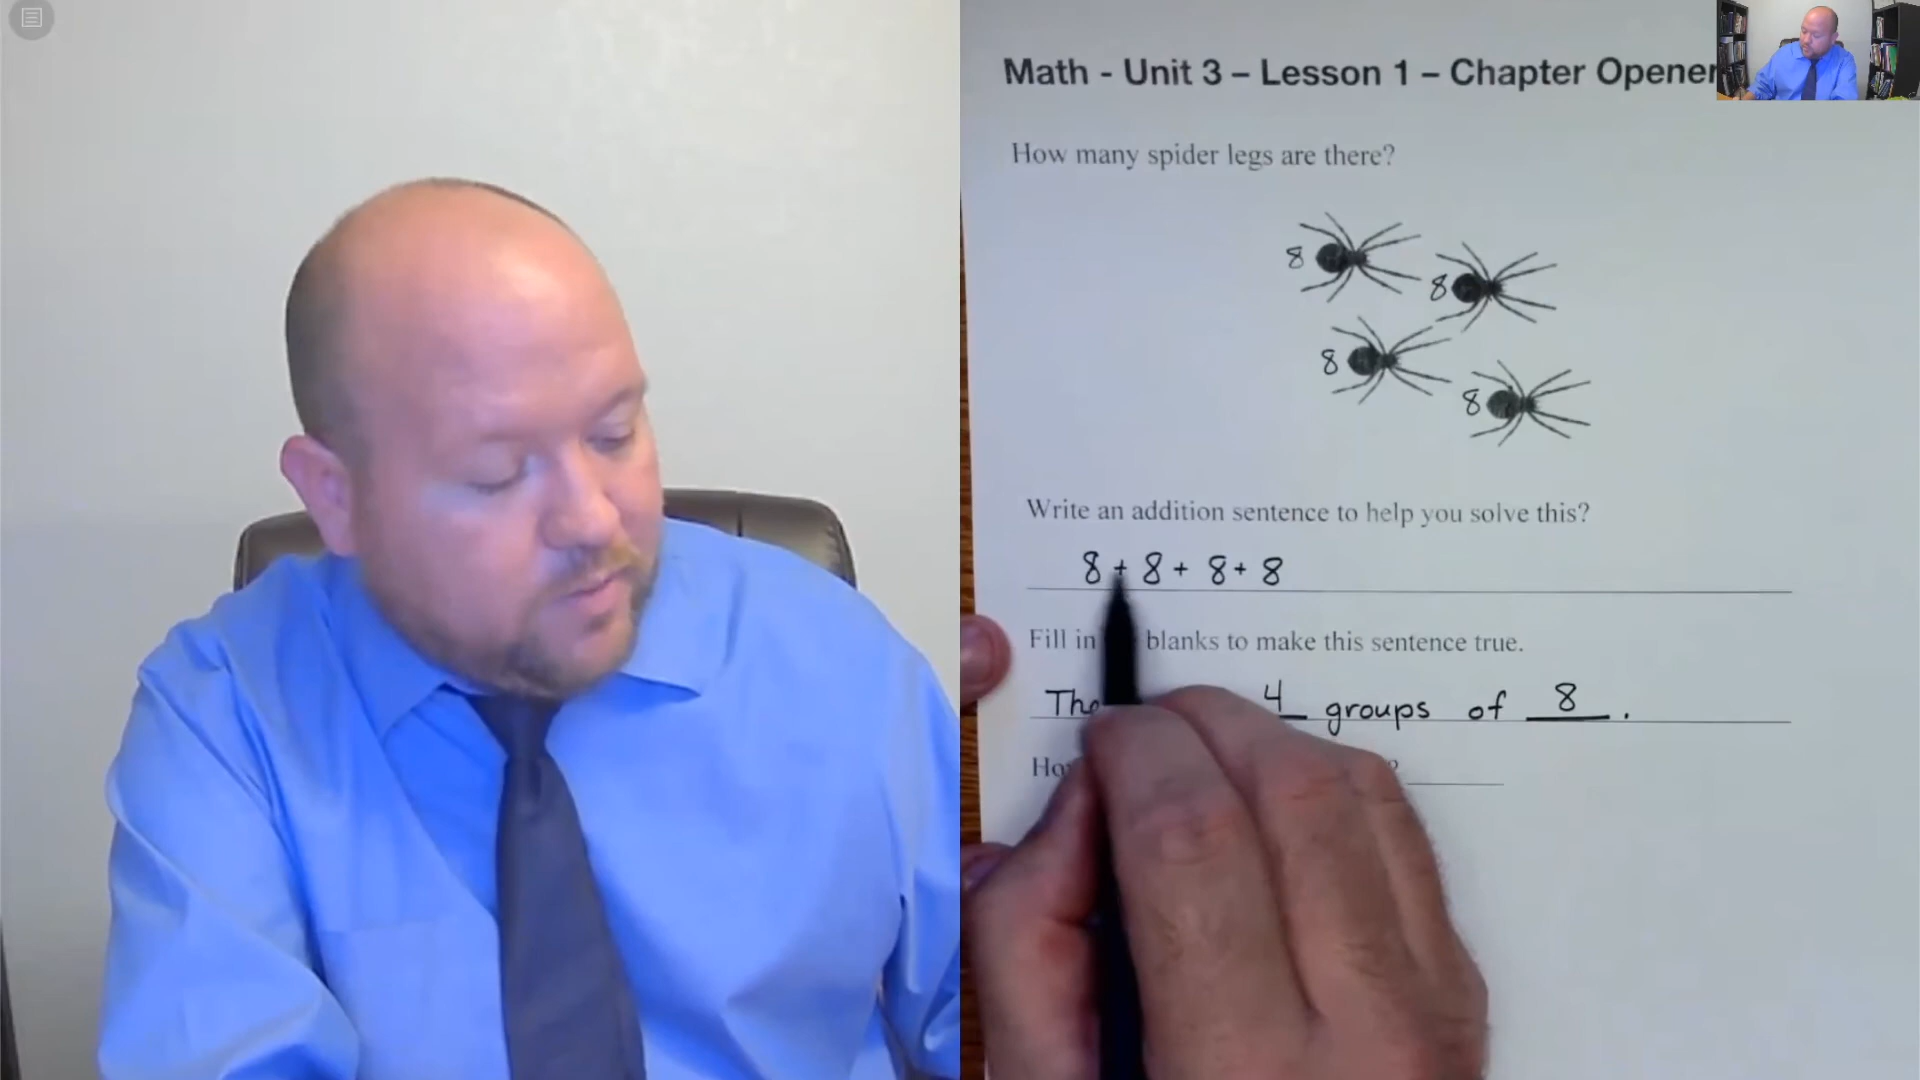 Math - Unit 3 – Lesson 1 – Chapter Opener
How many spider legs are there?
8
8
8
8
Write an addition sentence to help you solve this?
8 + 8 + 8 + 8
Fill in blanks to make this sentence true.
4 groups of 8 .